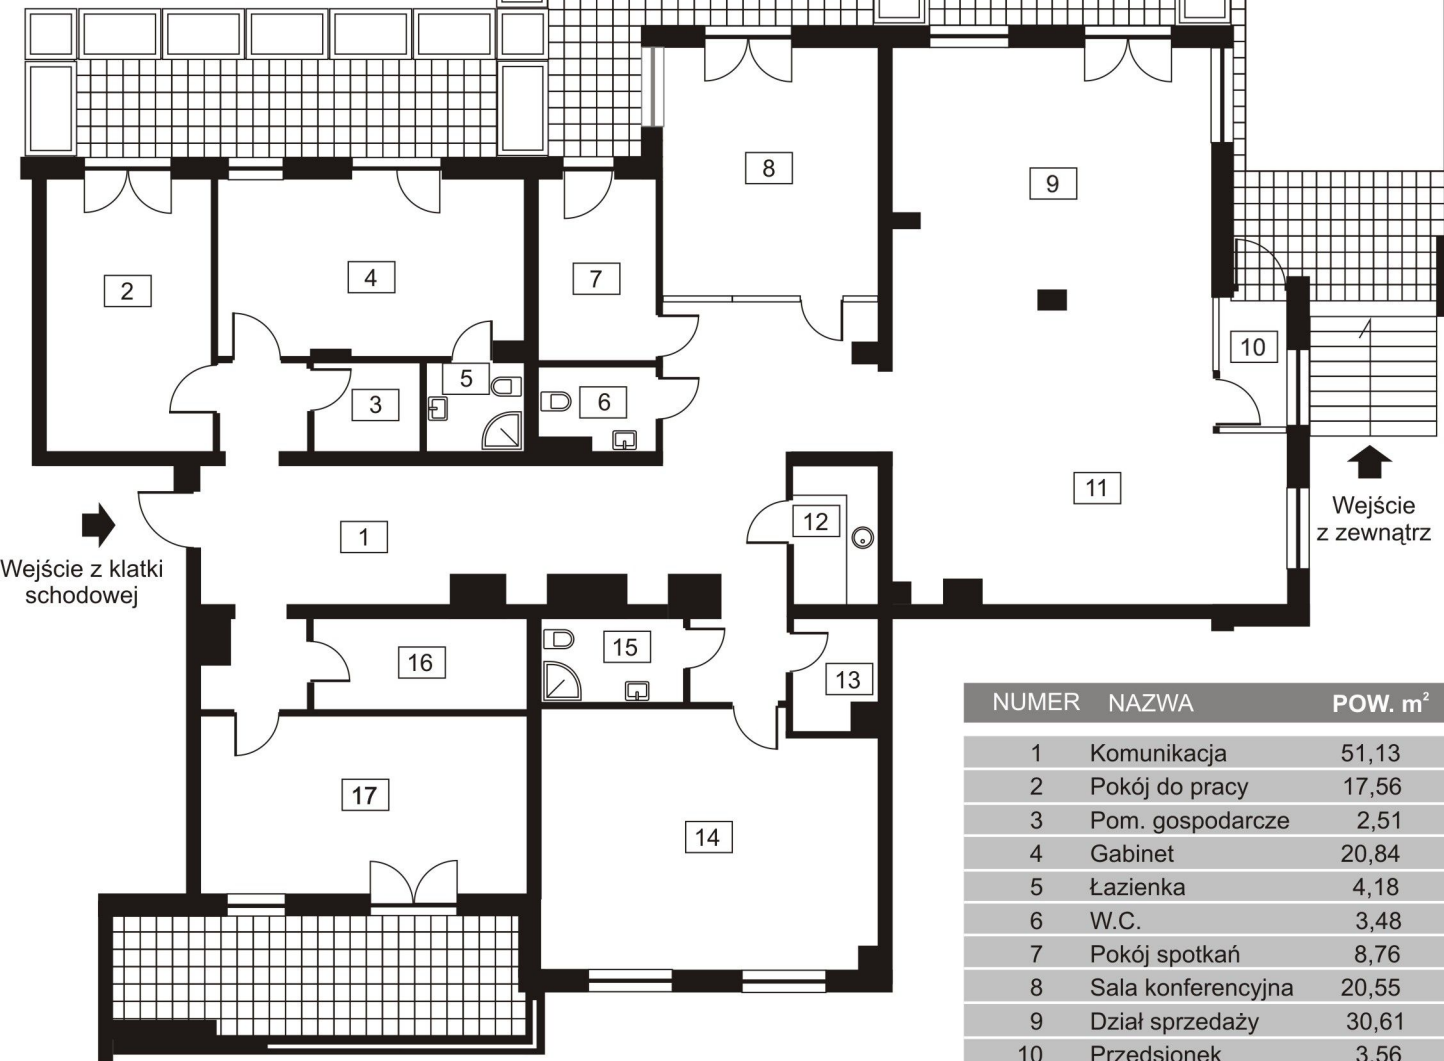 8
9
2
4
7
10
3
5
6
11
12
1
Wejście
z zewnątrz
Wejście z klatki
schodowej
16
15
13
17
14
NUMER NAZWA POW. m²
1 Komunikacja 51,13
2 Pokój do pracy 17,56
3 Pom. gospodarcze 2,51
4 Gabinet 20,84
5 Łazienka 4,18
6 W.C. 3,48
7 Pokój spotkań 8,76
8 Sala konferencyjna 20,55
9 Dział sprzedaży 30,61
10 Przedsionek 3,56